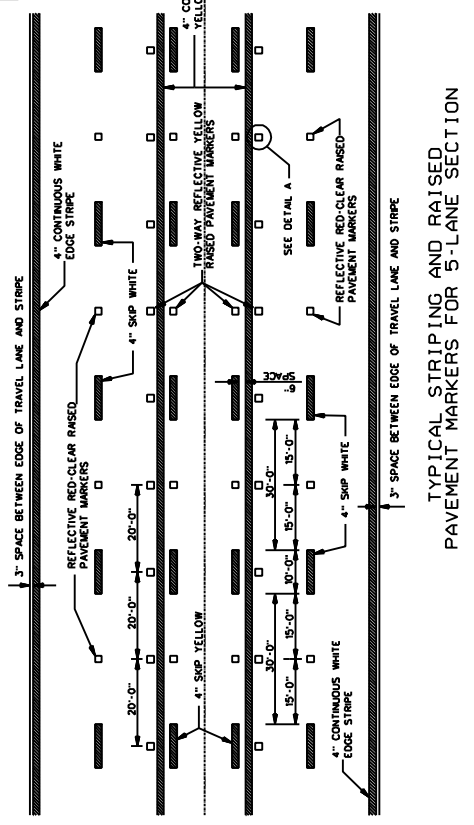 3" SPACE BETWEEN EDGE OF TRAVEL LANE AND STRIPE
4" CONTINUOUS WHITE
EDGE STRIPE
REFLECTIVE RED-CLEAR RAISED
PAVEMENT MARKERS
4" SKIP WHITE
20'-0"
20'-0"
20'-0"
4" SKIP YELLOW
TWO-WAY REFLECTIVE YELLOW
RAISED PAVEMENT MARKERS
4" CO
YELLO
6"
SPACE
SEE DETAIL A
30'-0"
15'-0"
15'-0"
10'-0"
30'-0"
15'-0"
15'-0"
4" SKIP WHITE
REFLECTIVE RED-CLEAR RAISED
PAVEMENT MARKERS
4" CONTINUOUS WHITE
EDGE STRIPE
3" SPACE BETWEEN EDGE OF TRAVEL LANE AND STRIPE
TYPICAL STRIPING AND RAISED
PAVEMENT MARKERS FOR 5-LANE SECTION